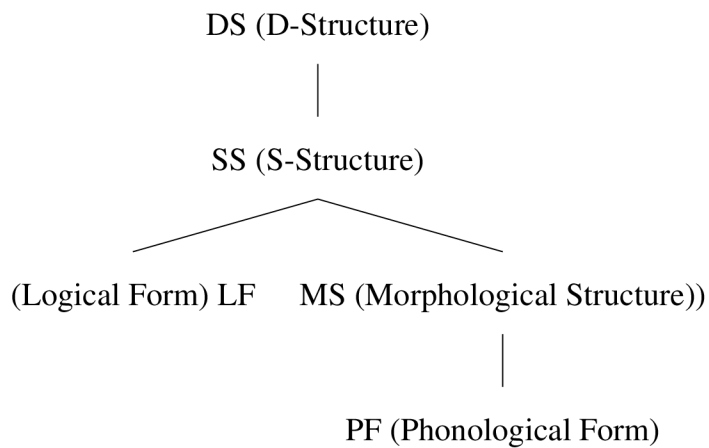 DS (D-Structure)
SS (S-Structure)
(Logical Form) LF MS (Morphological Structure))
PF (Phonological Form)